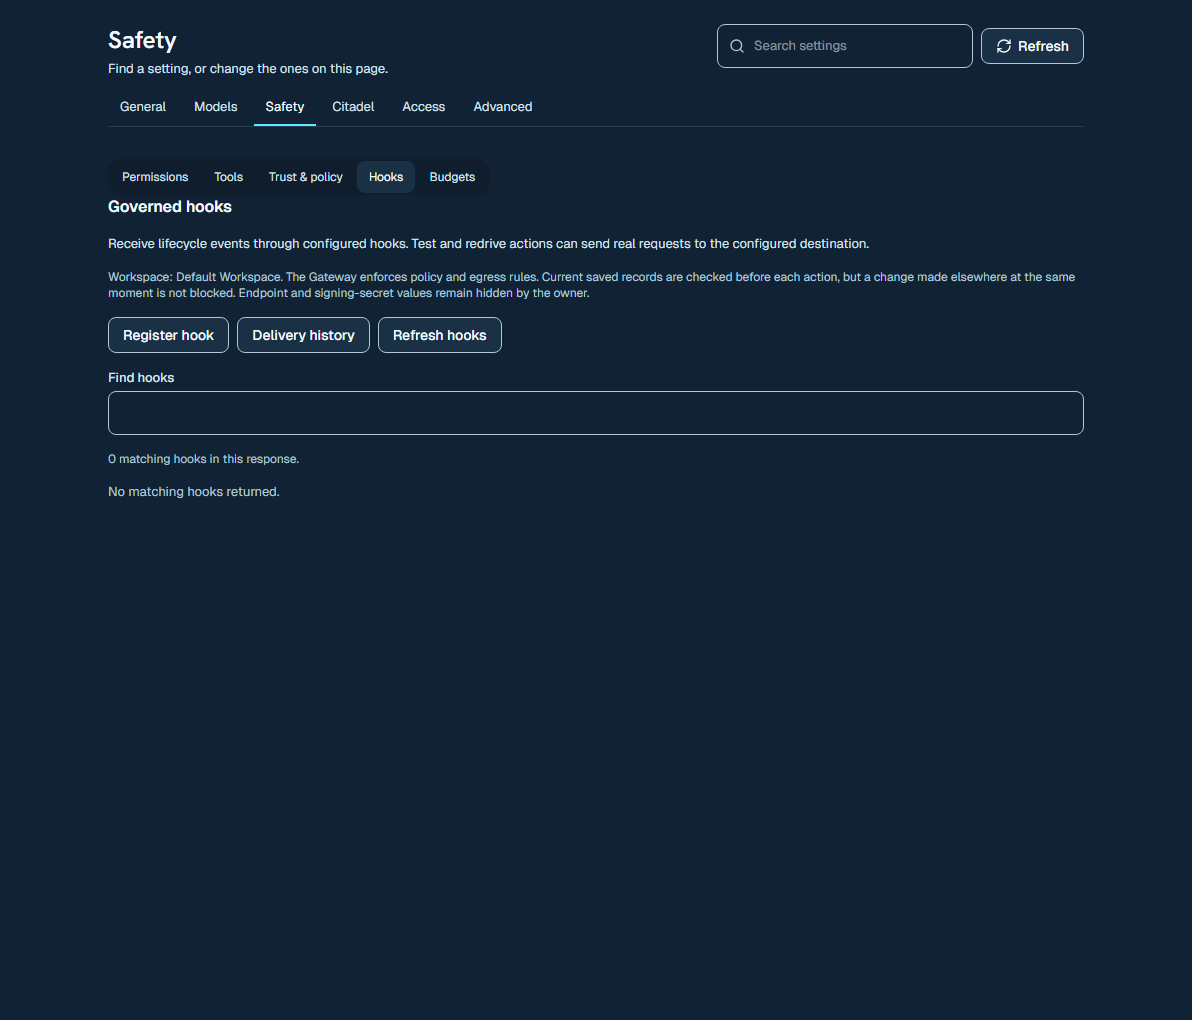 Safety
Find a setting, or change the ones on this page.
Search settings
Refresh
General Models Safety Citadel Access Advanced
Permissions Tools Trust & policy Hooks Budgets
Governed hooks
Receive lifecycle events through configured hooks. Test and redrive actions can send real requests to the configured destination.
Workspace: Default Workspace. The Gateway enforces policy and egress rules. Current saved records are checked before each action, but a change made elsewhere at the same
moment is not blocked. Endpoint and signing-secret values remain hidden by the owner.
Register hook Delivery history Refresh hooks
Find hooks
0 matching hooks in this response.
No matching hooks returned.